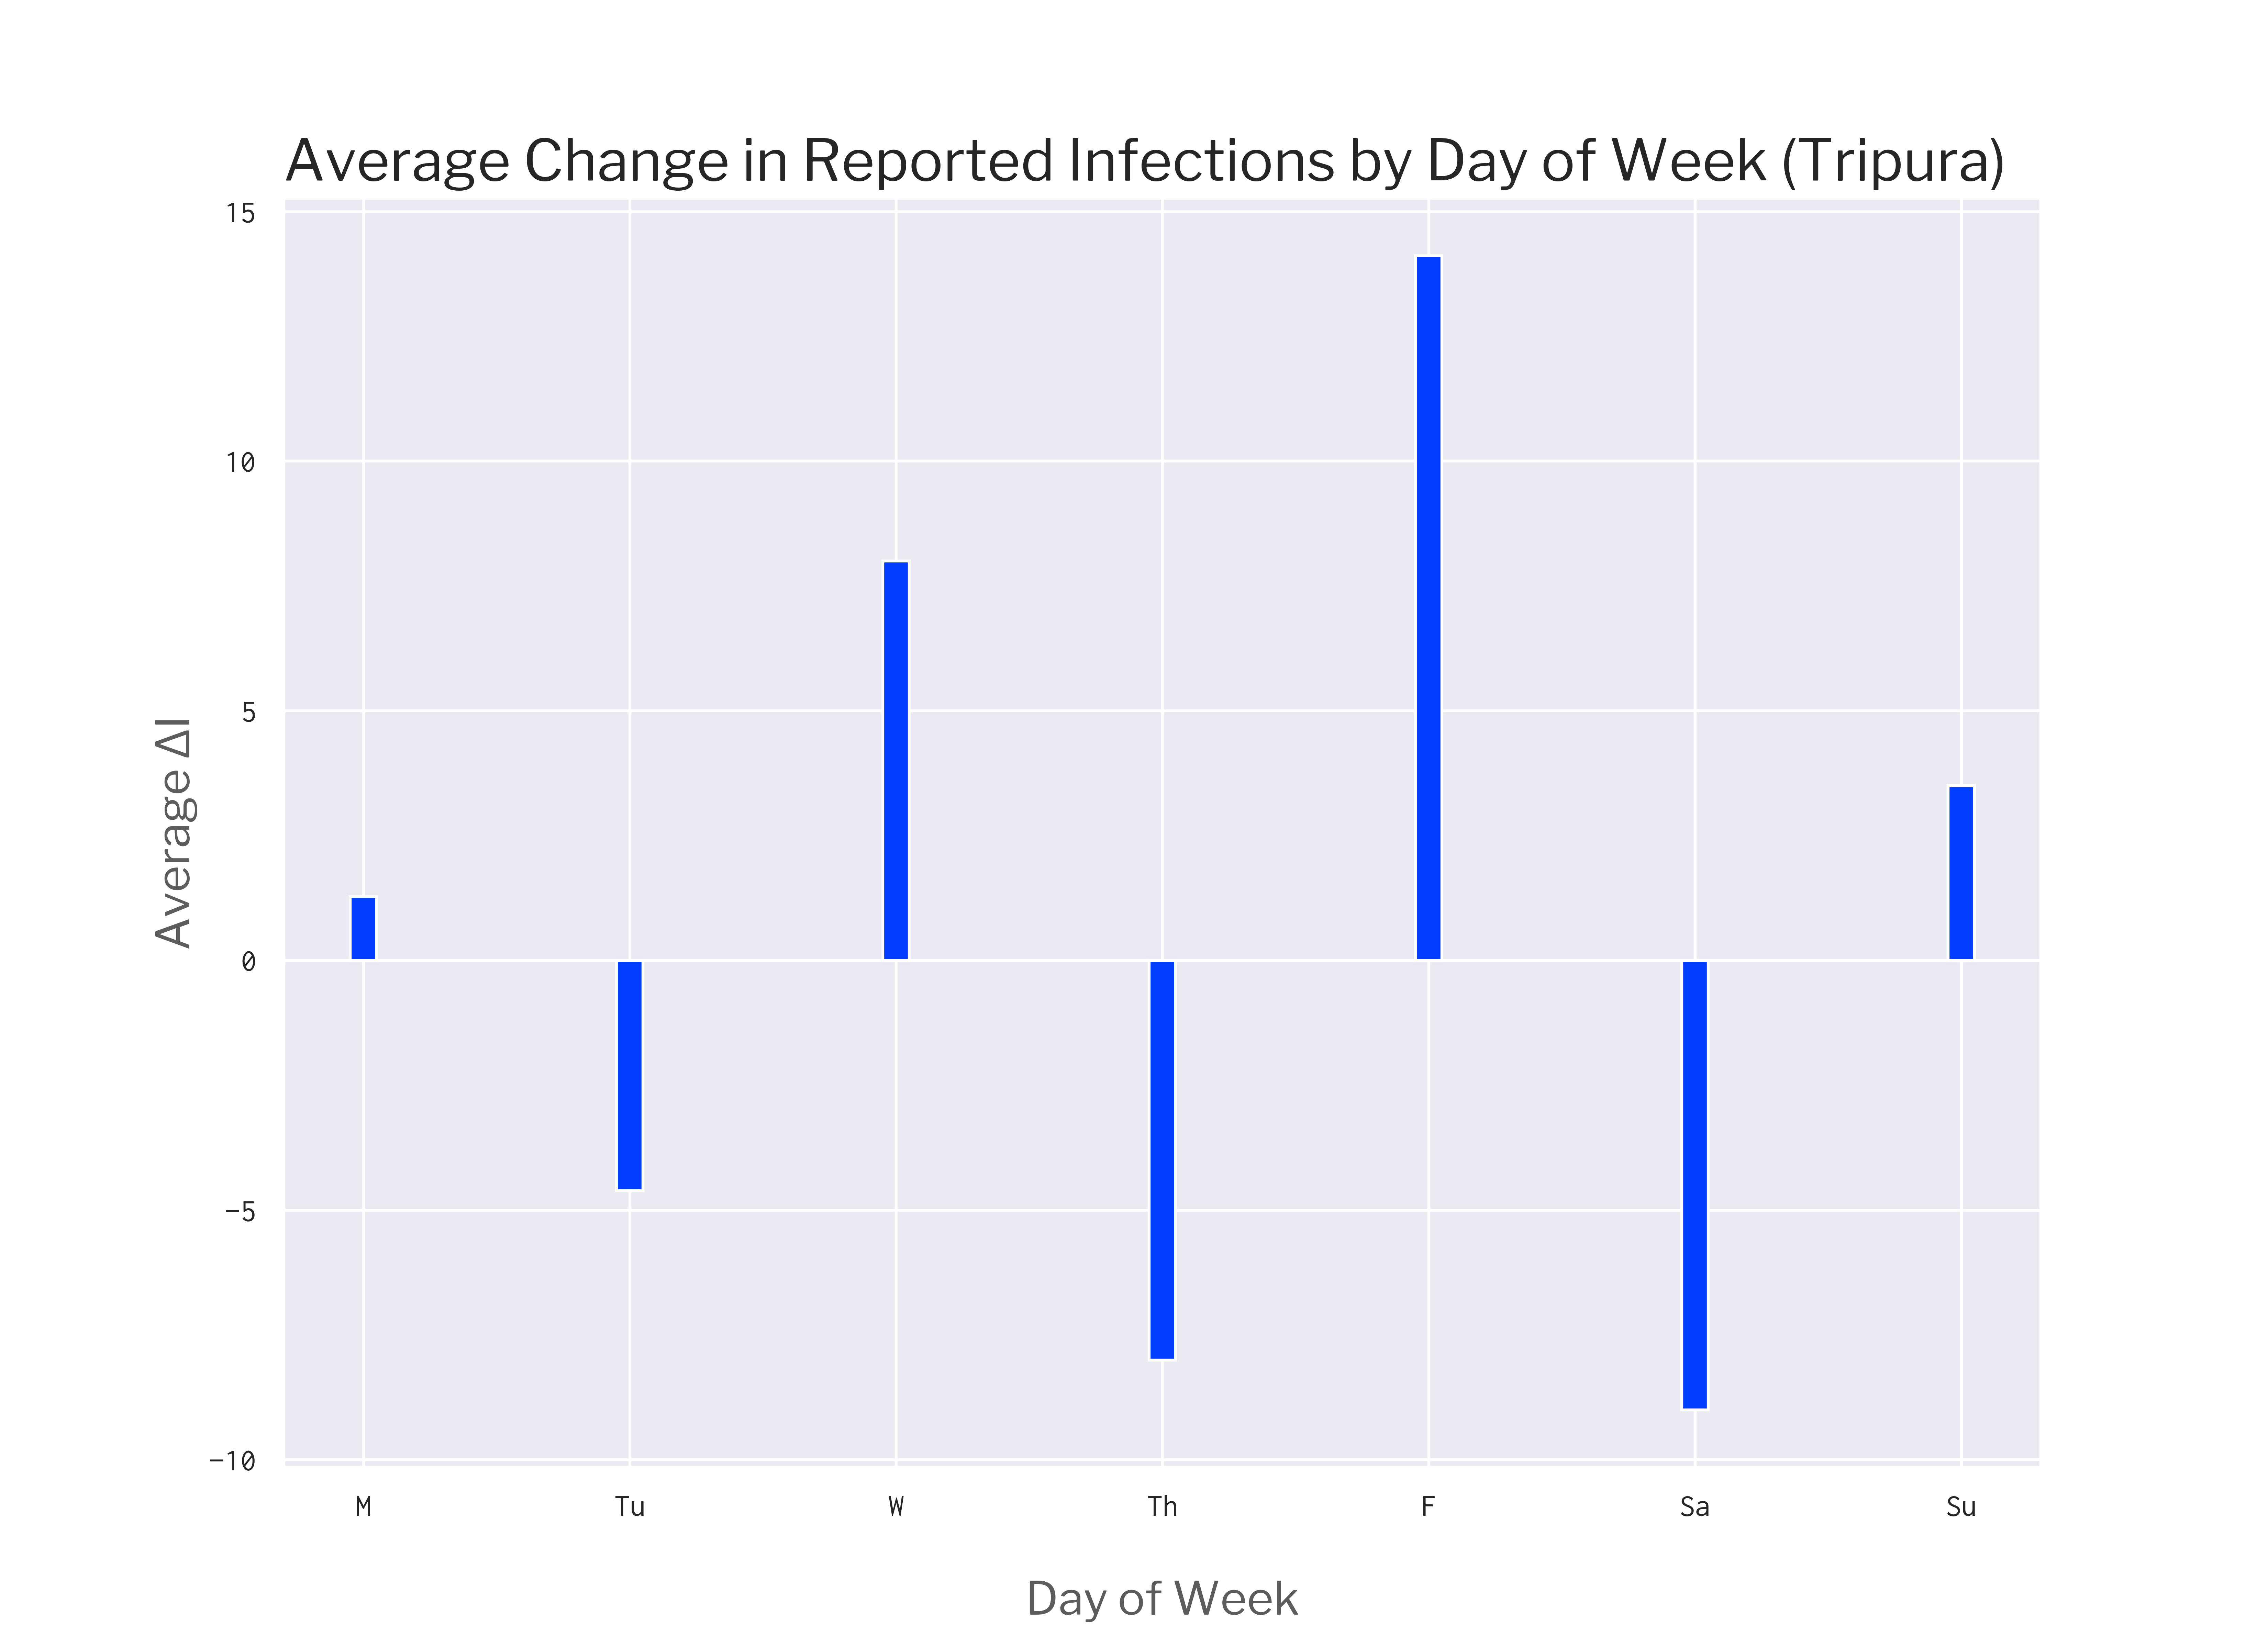 Average Change in Reported Infections by Day of Week (Tripura)
15
10
5
0
−5
−10
Average ΔI
M Tu W Th F Sa Su
Day of Week